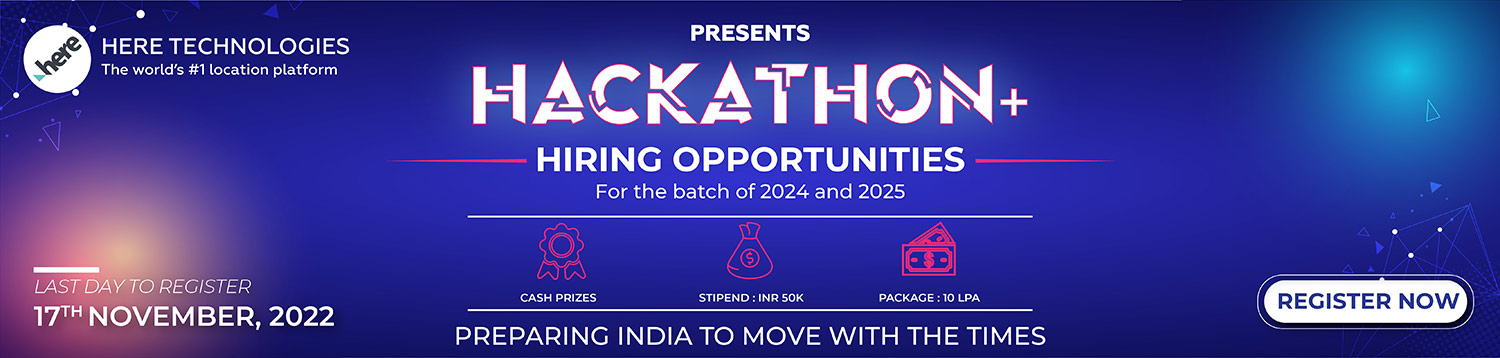 here
HERE TECHNOLOGIES
The world's #1 location platform
PRESENTS
HACKATHON+
HIRING OPPORTUNITIES
For the batch of 2024 and 2025
CASH PRIZES
STIPEND : INR 50K
PACKAGE : 10 LPA
LAST DAY TO REGISTER
17TH NOVEMBER, 2022
REGISTER NOW
PREPARING INDIA TO MOVE WITH THE TIMES